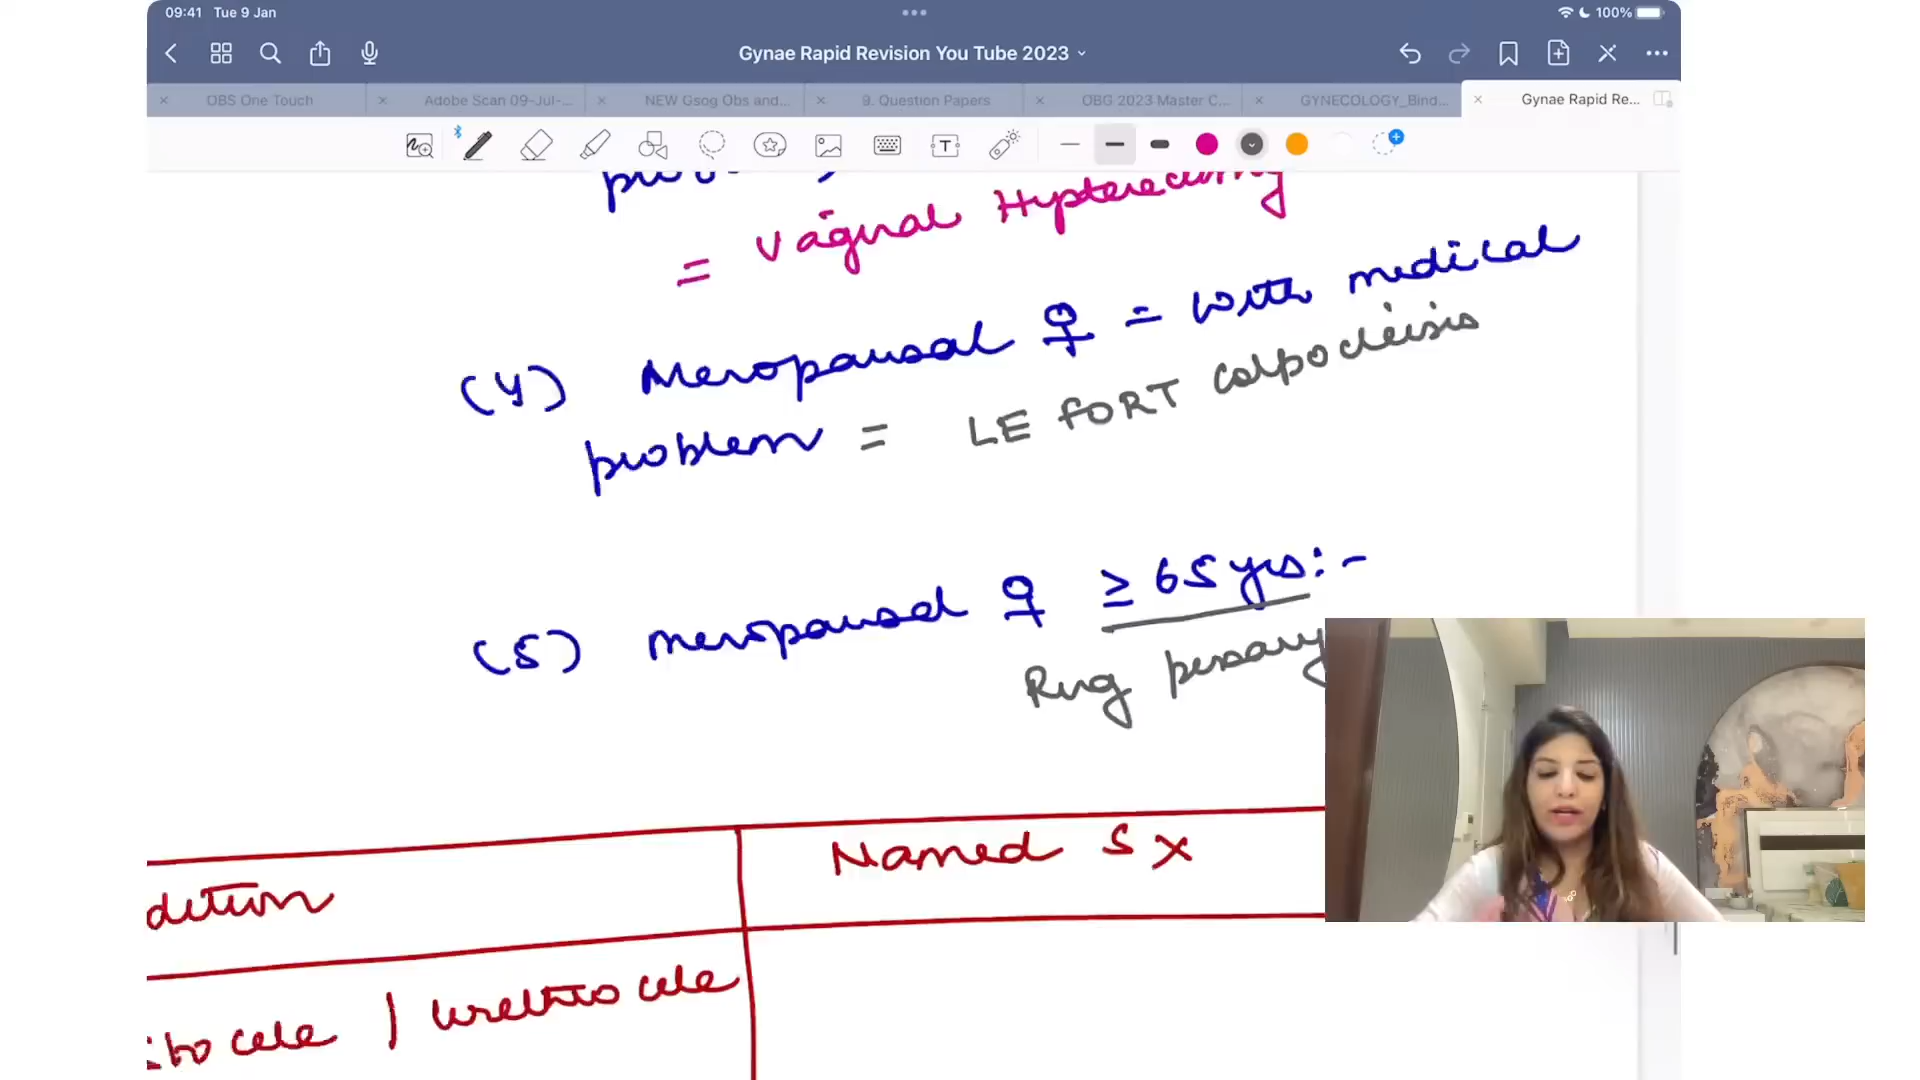 09:41 Tue 9 Jan
100%
Gynae Rapid Revision You Tube 2023
OBS One Touch
Adobe Scan 09-Jul-...
NEW Gsog Obs and...
9. Question Papers
OBG 2023 Master C...
GYNECOLOGY_Bind...
Gynae Rapid Re...
= Vaginal Hysterectomy
(4) Menopausal ♀ = with medical
problem = LE FORT colpocleisis
(5) menopausal ♀ ≥ 65 yrs:-
Ring pessary
dition
Named Sx
cele / urethrocele